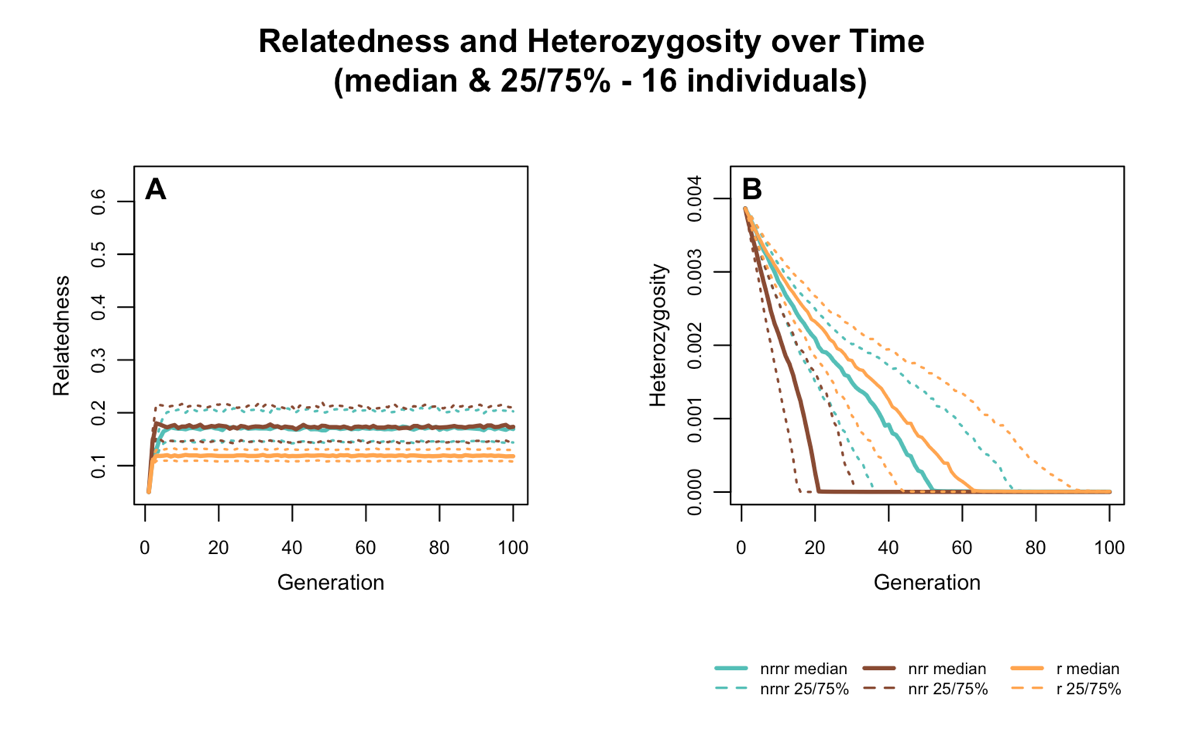 Relatedness and Heterozygosity over Time
(median & 25/75% - 16 individuals)
A
Relatedness
0.6
0.5
0.4
0.3
0.2
0.1
0
20
40
60
80
100
Generation
B
Heterozygosity
0.004
0.003
0.002
0.001
0.000
0
20
40
60
80
100
Generation
nrnr median
nrr median
r median
nrnr 25/75%
nrr 25/75%
r 25/75%